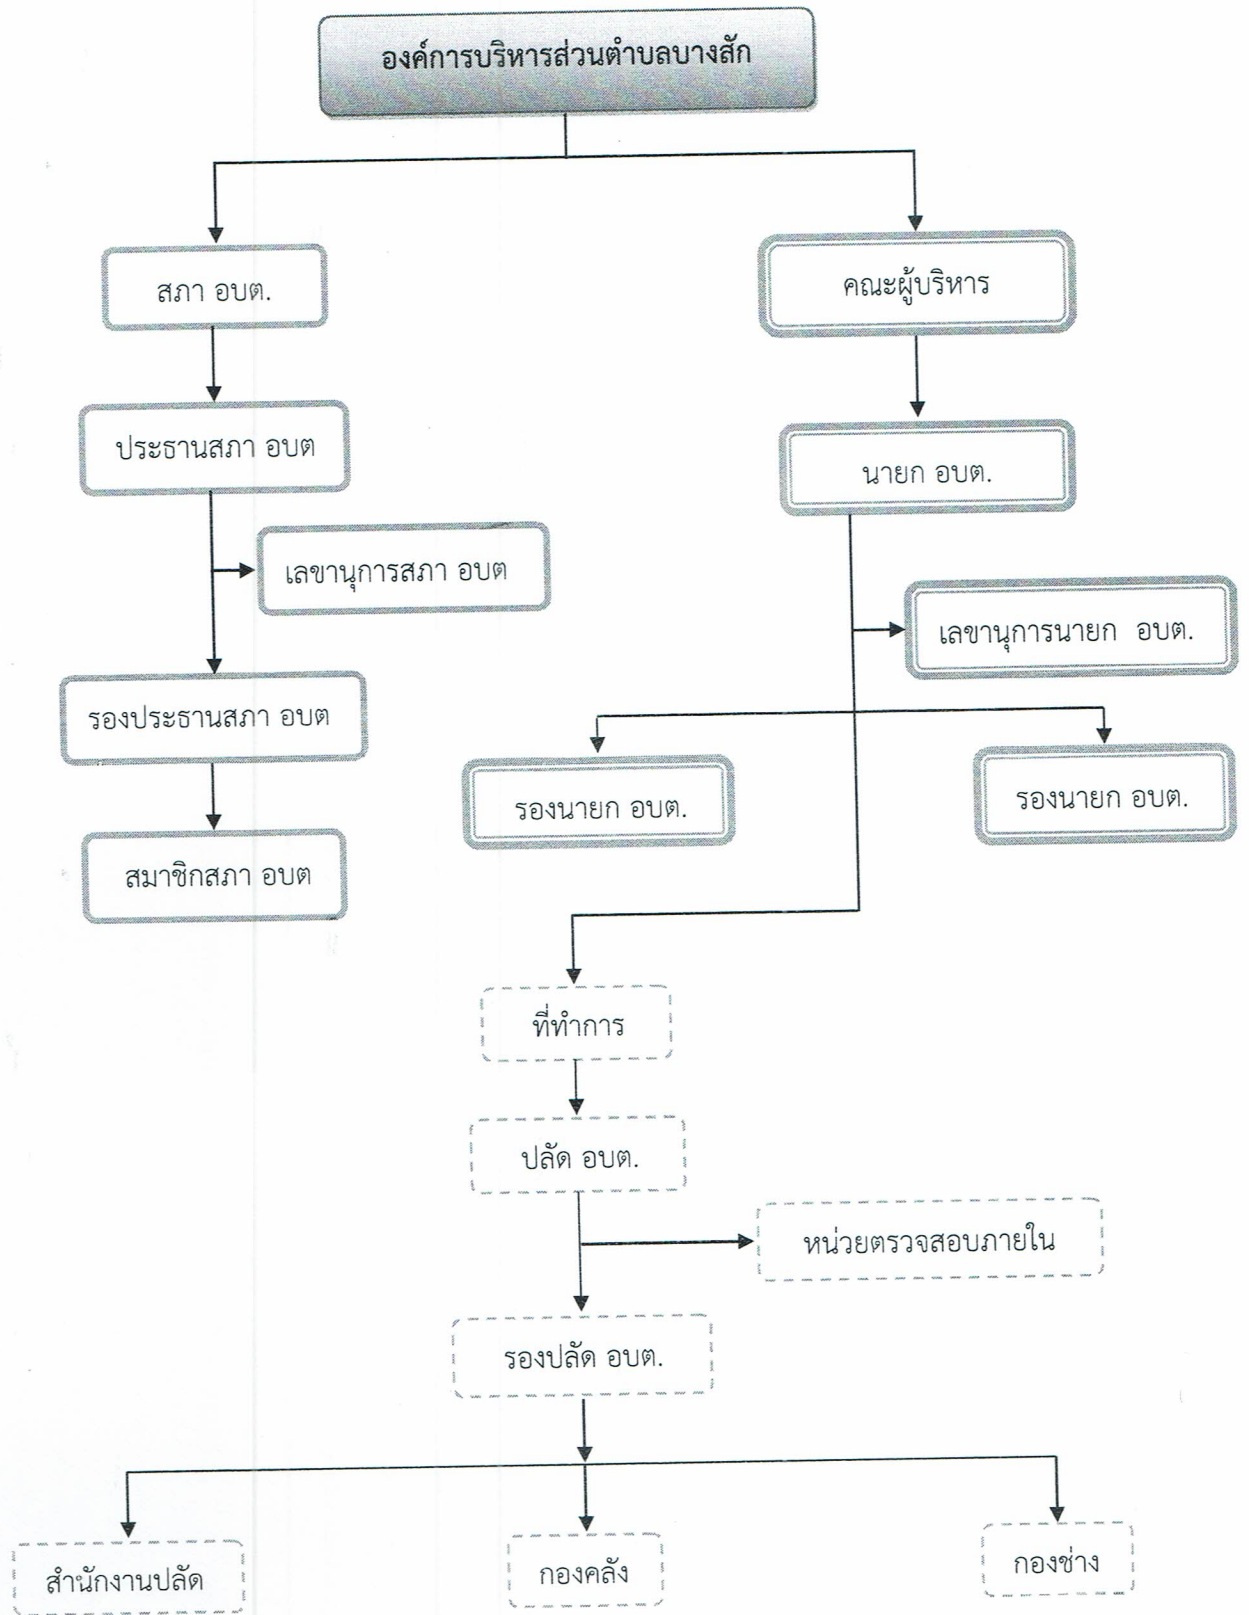 องค์การบริหารส่วนตำบลบางสัก
สภา อบต.
คณะผู้บริหาร
ประธานสภา อบต
นายก อบต.
เลขานุการสภา อบต
เลขานุการนายก อบต.
รองประธานสภา อบต
รองนายก อบต.
รองนายก อบต.
สมาชิกสภา อบต
ที่ทำการ
ปลัด อบต.
หน่วยตรวจสอบภายใน
รองปลัด อบต.
สำนักงานปลัด
กองคลัง
กองช่าง